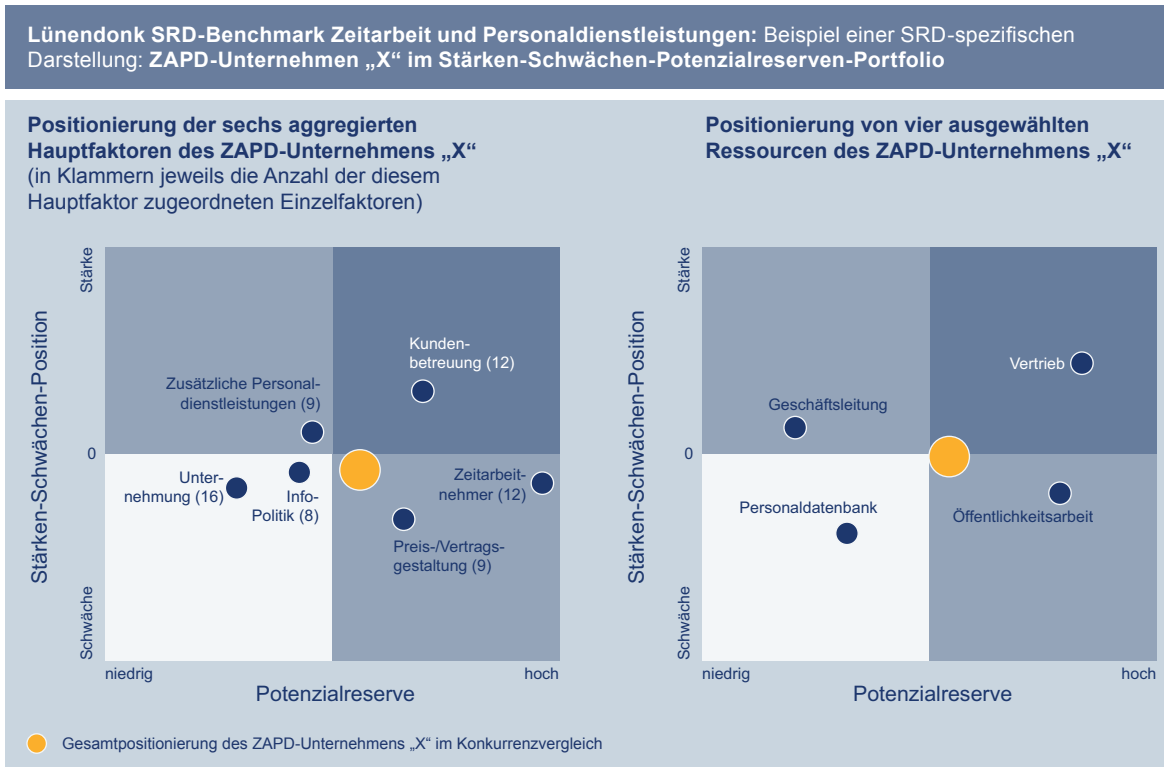 Lünendonk SRD-Benchmark Zeitarbeit und Personaldienstleistungen: Beispiel einer SRD-spezifischen
Darstellung: ZAPD-Unternehmen „X“ im Stärken-Schwächen-Potenzialreserven-Portfolio
Positionierung der sechs aggregierten
Hauptfaktoren des ZAPD-Unternehmens „X“
(in Klammern jeweils die Anzahl der diesem
Hauptfaktor zugeordneten Einzelfaktoren)
Stärken-Schwächen-Position
Stärke
0
Schwäche
Kunden-
betreuung (12)
Zusätzliche Personal-
dienstleistungen (9)
Unter-
nehmung (16)
Info-
Politik (8)
Zeitarbeit-
nehmer (12)
Preis-/Vertrags-
gestaltung (9)
niedrig
hoch
Potenzialreserve
Positionierung von vier ausgewählten
Ressourcen des ZAPD-Unternehmens „X“
Stärken-Schwächen-Position
Stärke
0
Schwäche
Vertrieb
Geschäftsleitung
Personaldatenbank
Öffentlichkeitsarbeit
niedrig
hoch
Potenzialreserve
Gesamtpositionierung des ZAPD-Unternehmens „X“ im Konkurrenzvergleich